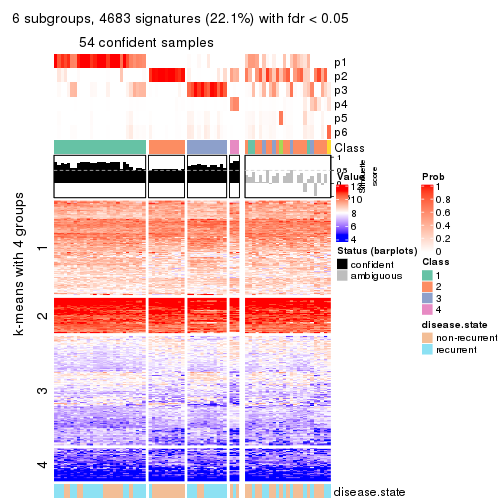 6 subgroups, 4683 signatures (22.1%) with fdr < 0.05
54 confident samples
p1
p2
p3
p4
p5
p6
Class
1
0.5
0
Silhouette
score
k-means with 4 groups
1
2
3
4
disease.state
Value
12
10
8
6
4
Status (barplots)
confident
ambiguous
Prob
1
0.8
0.6
0.4
0.2
0
Class
1
2
3
4
disease.state
non-recurrent
recurrent